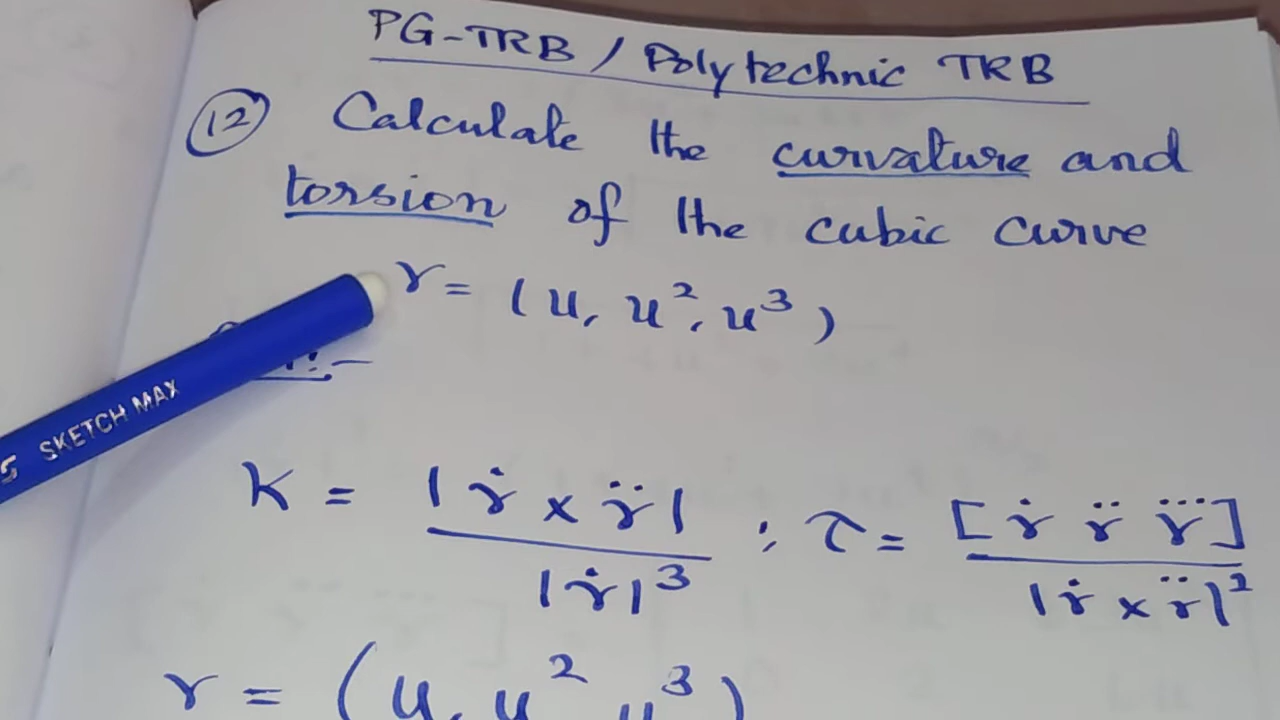 PG-TRB / Polytechnic TRB
(12) Calculate the curvature and
torsion of the cubic curve
r = (u, u², u³)
SKETCH MAX
K = |ṙ × r̈| / |ṙ|³ ; τ = [ṙ r̈ r⃛] / |ṙ × r̈|²
r = (u, u², u³)